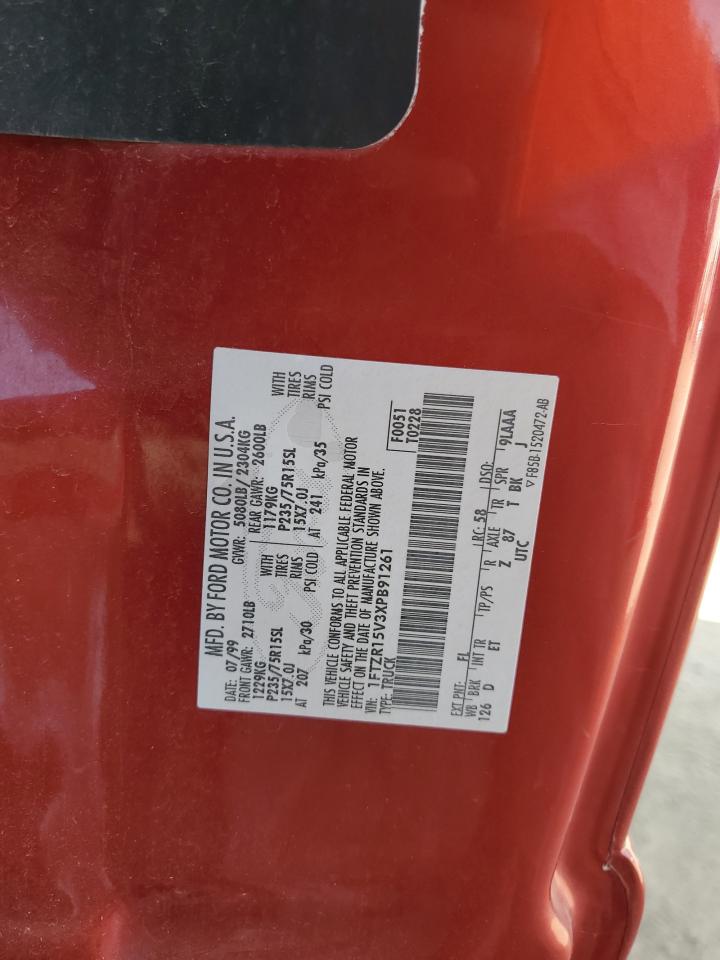 MFD. BY FORD MOTOR CO. IN U.S.A.
DATE: 07/99 GVWR: 5080LB / 2304KG
FRONT GAWR: 2710LB REAR GAWR: 2600LB
1229KG WITH 1179KG WITH
P235/75R15SL TIRES P235/75R15SL TIRES
15X7.0J RIMS 15X7.0J RIMS
AT 207 kPa/30 PSI COLD AT 241 kPa/35 PSI COLD
THIS VEHICLE CONFORMS TO ALL APPLICABLE FEDERAL MOTOR
VEHICLE SAFETY AND THEFT PREVENTION STANDARDS IN
EFFECT ON THE DATE OF MANUFACTURE SHOWN ABOVE.
VIN: 1FTZR15V3XPB91261 F0051
TYPE: TRUCK T0228
EXT PNT: FL RC: 58 DSO:
WB BRK INT TR TP/PS R AXLE TR SPR 9LAAA
126 D ET Z 87 T BK J
UTC ▽ F85B-1520472-AB